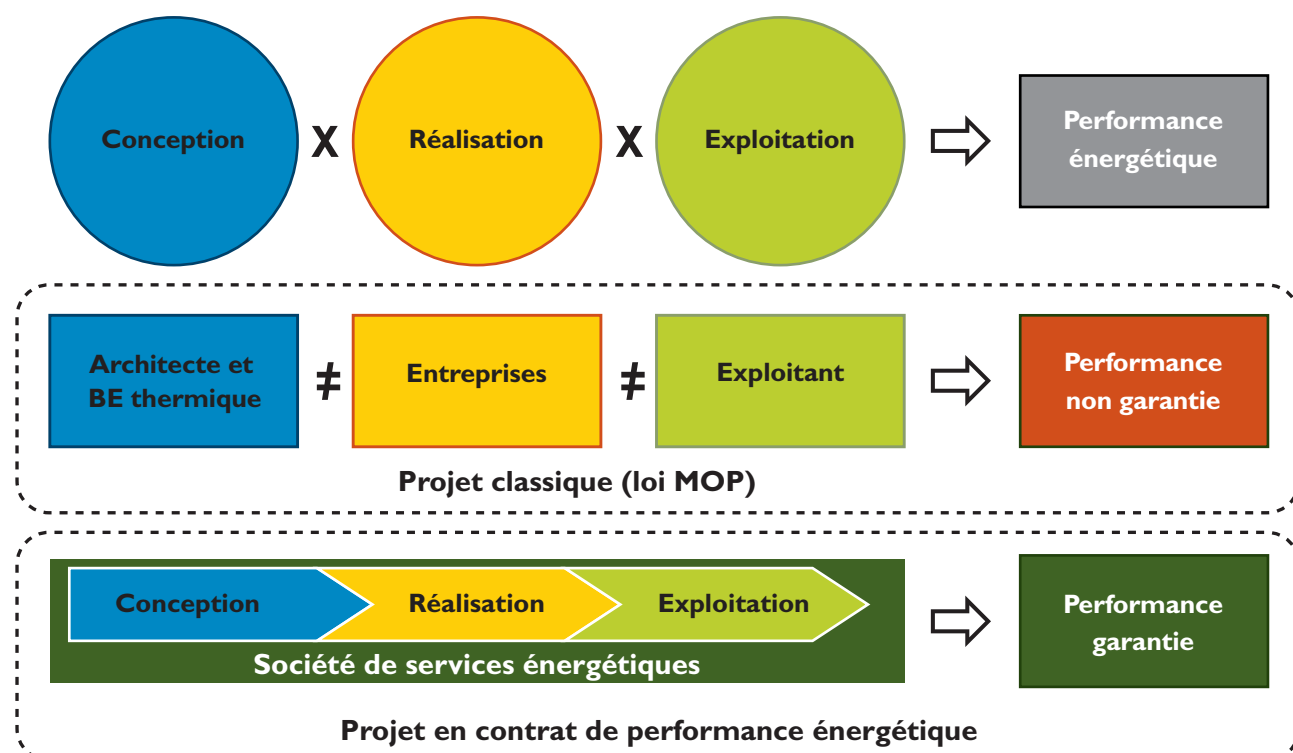 Conception X Réalisation X Exploitation
Performance
énergétique
Architecte et
BE thermique
≠ Entreprises ≠ Exploitant
Performance
non garantie
Projet classique (loi MOP)
Conception Réalisation Exploitation
Société de services énergétiques
Performance
garantie
Projet en contrat de performance énergétique